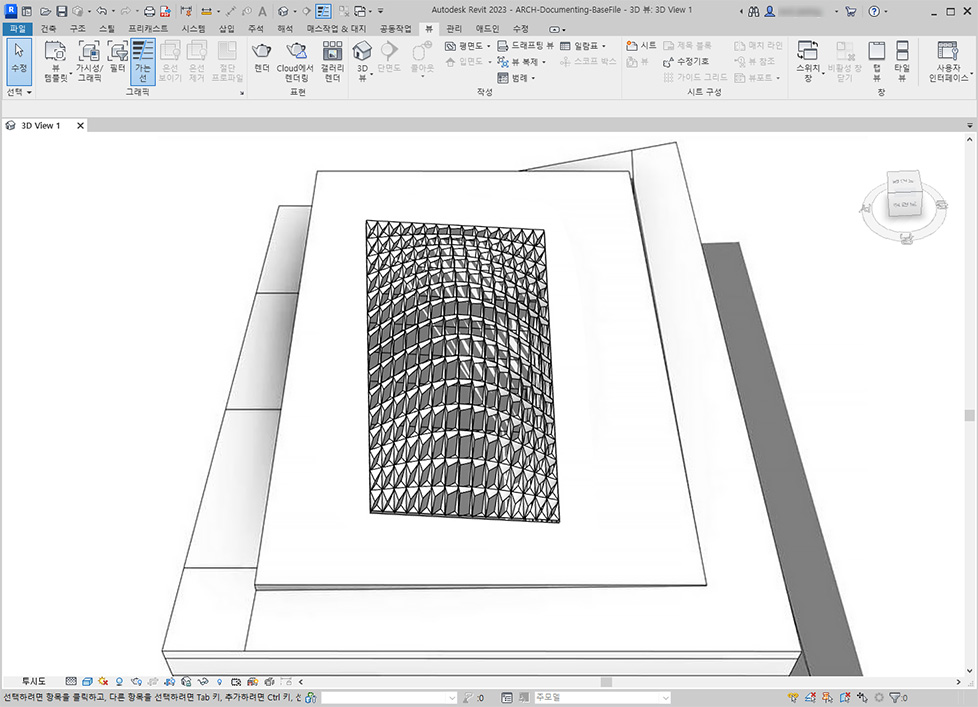 Autodesk Revit 2023 - ARCH-Documenting-BaseFile - 3D 뷰: 3D View 1
파일 건축 구조 스틸 프리캐스트 시스템 삽입 주석 해석 매스작업 & 대지 공동작업 뷰 관리 애드인 수정
수정
뷰 템플릿
가시성/ 그래픽
필터
가는 선
은선 보이기
은선 제거
절단 프로파일
렌더
Cloud에서 렌더링
갤러리 렌더
3D 뷰
단면도
콜아웃
평면도
입면도
드래프팅 뷰
뷰 복제
범례
일람표
스코프 박스
시트
뷰
제목 블록
수정기호
가이드 그리드
매치 라인
뷰 참조
뷰포트
스위치 창
비활성 창 닫기
탭 뷰
타일 뷰
사용자 인터페이스
선택 그래픽 표현 작성 시트 구성 창
3D View 1
투시도
선택하려면 항목을 클릭하고, 다른 항목을 선택하려면 Tab 키, 추가하려면 Ctrl 키, 선
:0
주모델
:0